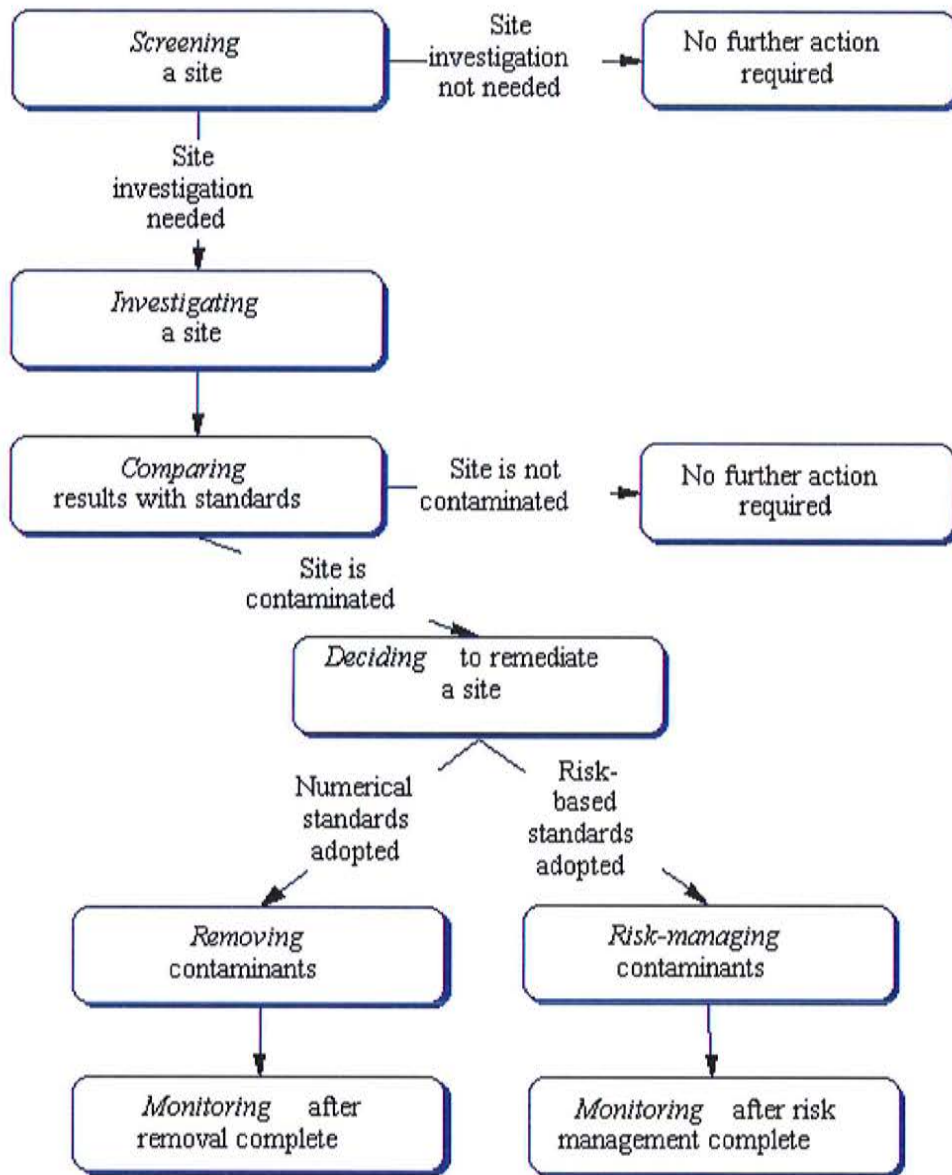 Screening
a site
Site
investigation
not needed
No further action
required
Site
investigation
needed
Investigating
a site
Comparing
results with standards
Site is not
contaminated
No further action
required
Site is
contaminated
Deciding to remediate
a site
Numerical
standards
adopted
Risk-
based
standards
adopted
Removing
contaminants
Risk-managing
contaminants
Monitoring after
removal complete
Monitoring after risk
management complete